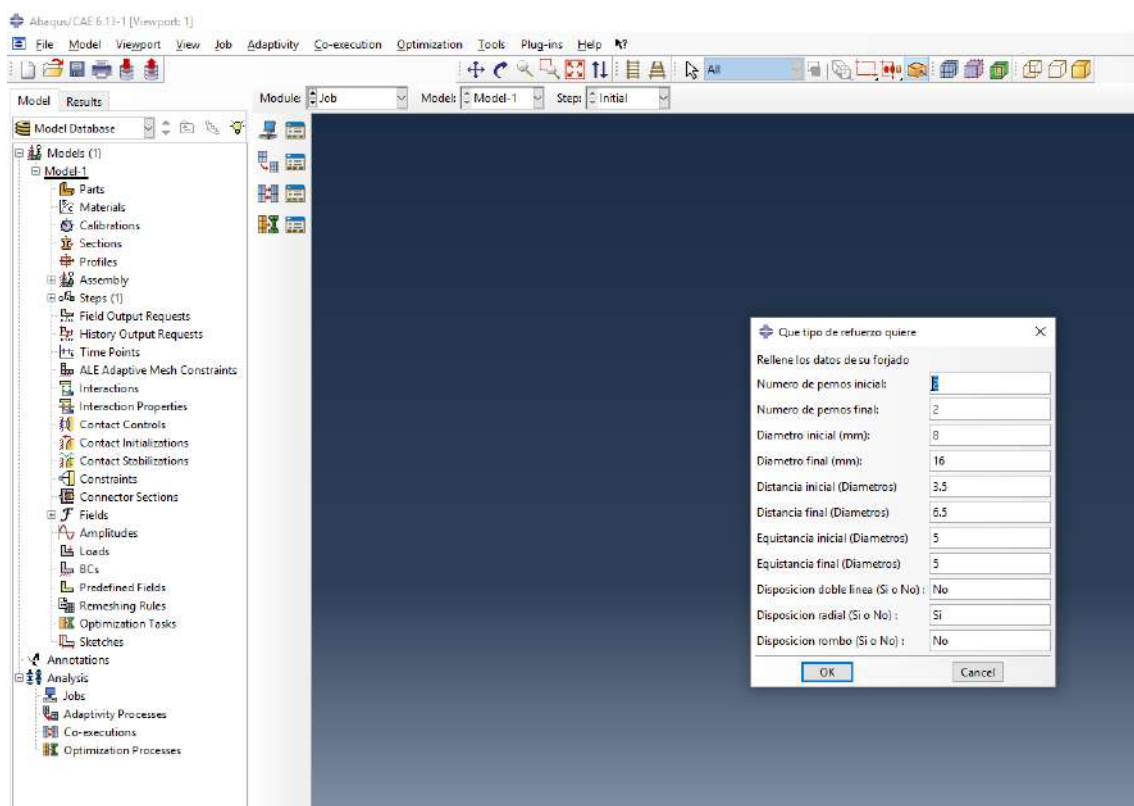 Abaqus/CAE 6.13-1 [Viewport: 1]
File Model Viewport View Job Adaptivity Co-execution Optimization Tools Plug-ins Help
All
Model Results
Module: Job Model: Model-1 Step: Initial
Model Database
Models (1)
Model-1
Parts
Materials
Calibrations
Sections
Profiles
Assembly
Steps (1)
Field Output Requests
History Output Requests
Time Points
ALE Adaptive Mesh Constraints
Interactions
Interaction Properties
Contact Controls
Contact Initializations
Contact Stabilizations
Constraints
Connector Sections
Fields
Amplitudes
Loads
BCs
Predefined Fields
Remeshing Rules
Optimization Tasks
Sketches
Annotations
Analysis
Jobs
Adaptivity Processes
Co-executions
Optimization Processes
Que tipo de refuerzo quiere
Rellene los datos de su forjado
Numero de pernos inicial:
Numero de pernos final: 2
Diametro inicial (mm): 8
Diametro final (mm): 16
Distancia inicial (Diametros) 3.5
Distancia final (Diametros) 6.5
Equistancia inicial (Diametros) 5
Equistancia final (Diametros) 5
Disposicion doble linea (Si o No) : No
Disposicion radial (Si o No) : Si
Disposicion rombo (Si o No) : No
OK Cancel